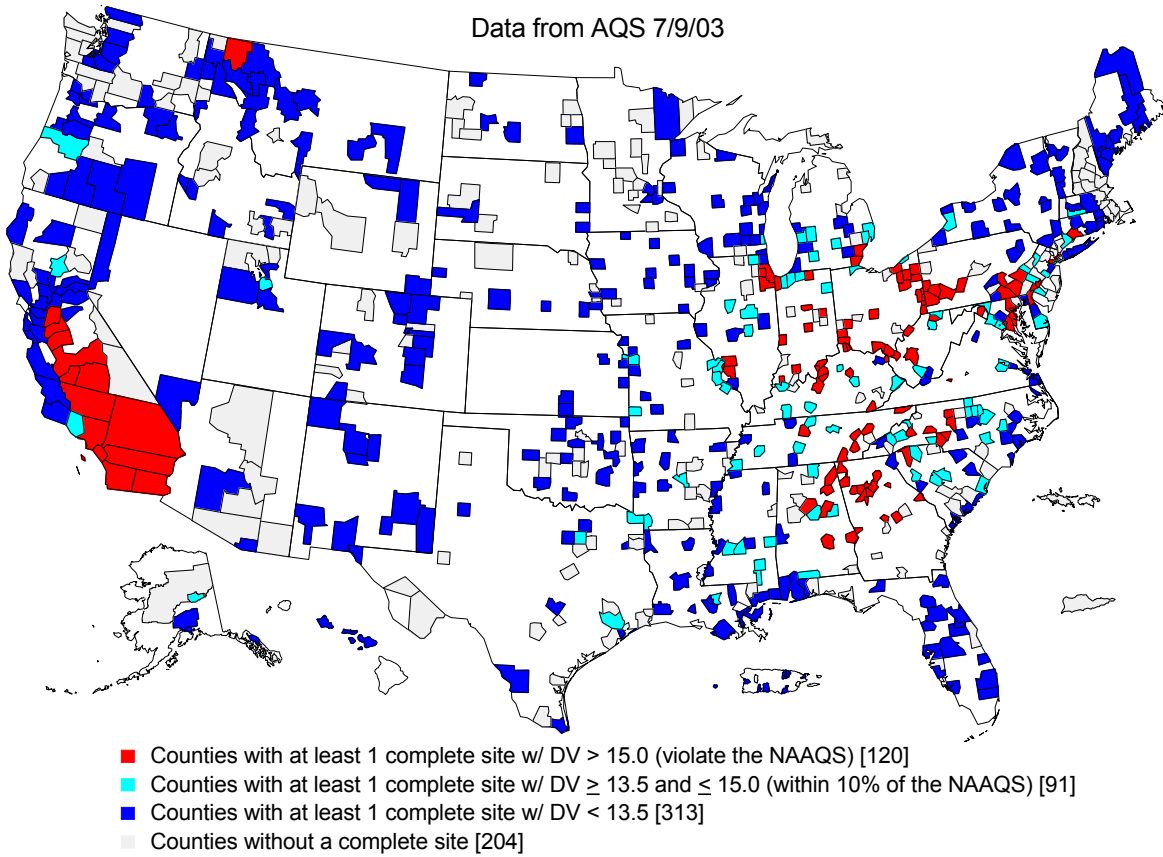 Data from AQS 7/9/03
Counties with at least 1 complete site w/ DV > 15.0 (violate the NAAQS) [120]
Counties with at least 1 complete site w/ DV ≥ 13.5 and ≤ 15.0 (within 10% of the NAAQS) [91]
Counties with at least 1 complete site w/ DV < 13.5 [313]
Counties without a complete site [204]